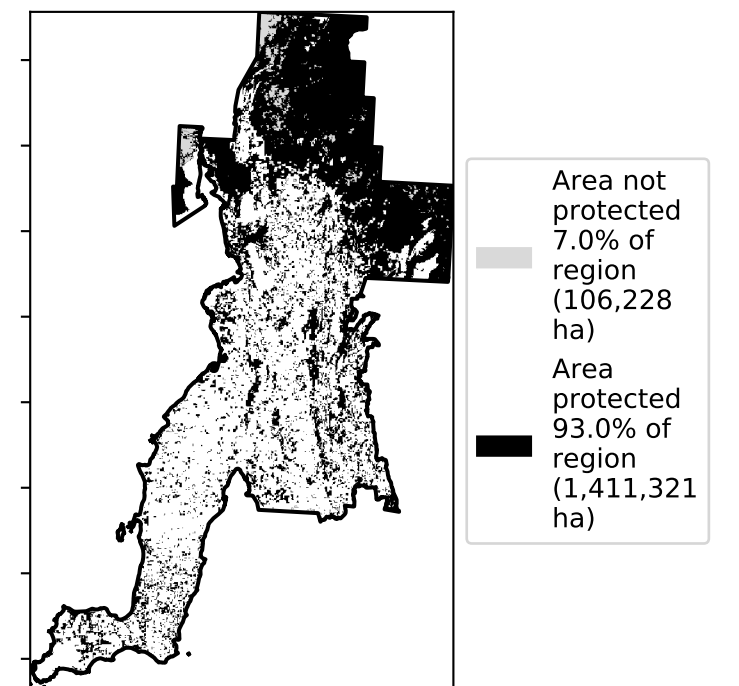 Area not
protected
7.0% of
region
(106,228
ha)
Area
protected
93.0% of
region
(1,411,321
ha)